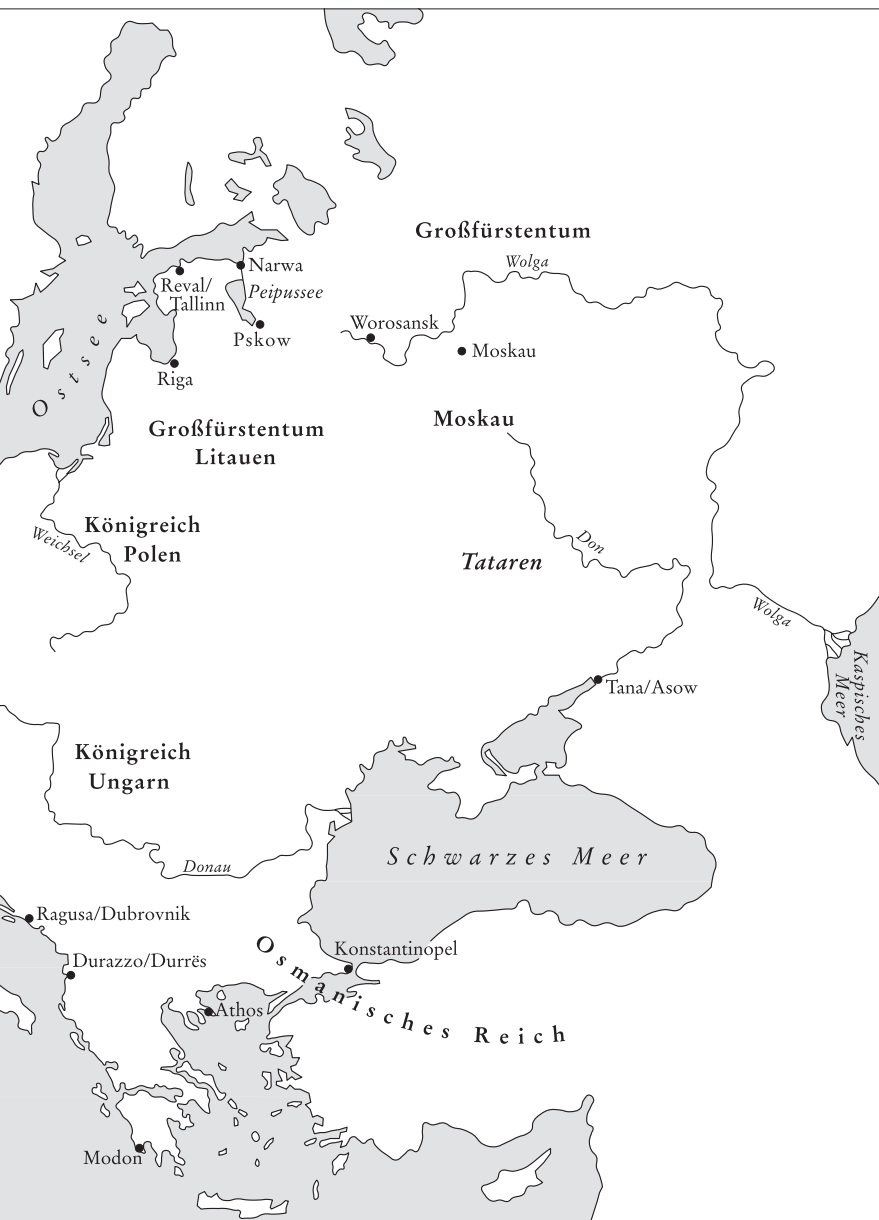 Großfürstentum
Wolga
Narwa
Reval/
Tallinn
Peipussee
Worosansk
Pskow
Moskau
Ostsee
Riga
Moskau
Großfürstentum
Litauen
Königreich
Polen
Weichsel
Don
Tataren
Wolga
Kaspisches
Meer
Tana/Asow
Königreich
Ungarn
Schwarzes Meer
Donau
Ragusa/Dubrovnik
Konstantinopel
Durazzo/Durrës
Osmanisches Reich
Athos
Modon